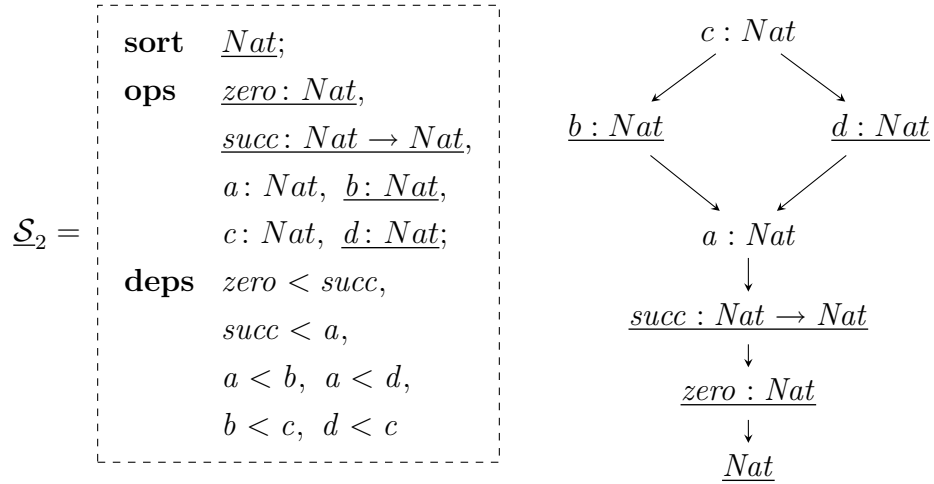 sort Nat;
ops zero: Nat,
succ: Nat → Nat,
a: Nat, b: Nat,
c: Nat, d: Nat;
deps zero < succ,
succ < a,
a < b, a < d,
b < c, d < c
S₂ =
c : Nat
b : Nat d : Nat
a : Nat
succ : Nat → Nat
zero : Nat
Nat